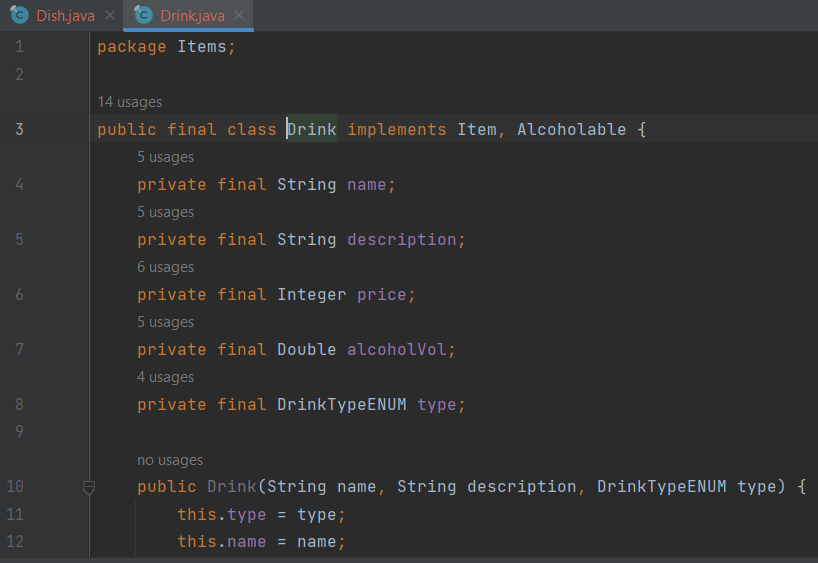 Dish.java Drink.java
1 package Items;
2
14 usages
3 public final class Drink implements Item, Alcoholable {
5 usages
4 private final String name;
5 usages
5 private final String description;
6 usages
6 private final Integer price;
5 usages
7 private final Double alcoholVol;
4 usages
8 private final DrinkTypeENUM type;
9
no usages
10 public Drink(String name, String description, DrinkTypeENUM type) {
11 this.type = type;
12 this.name = name;